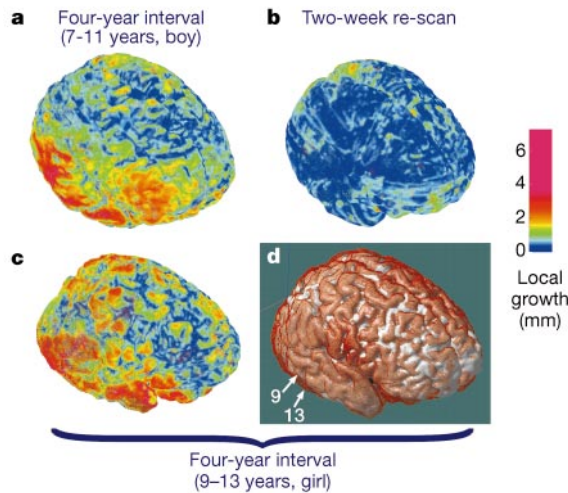 a
Four-year interval
(7-11 years, boy)
b
Two-week re-scan
6
4
2
0
Local
growth
(mm)
c
d
9
13
Four-year interval
(9–13 years, girl)